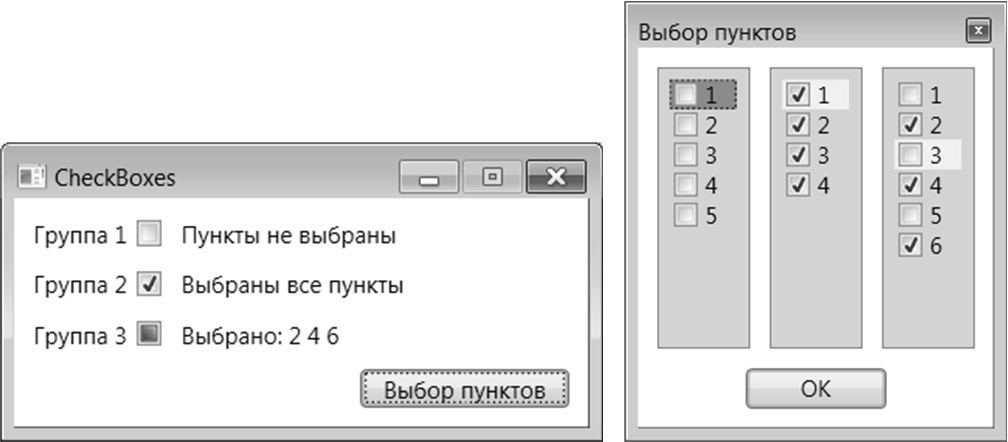 CheckBoxes
Группа 1 Пункты не выбраны
Группа 2 Выбраны все пункты
Группа 3 Выбрано: 2 4 6
Выбор пунктов
Выбор пунктов
1 1 1
2 2 2
3 3 3
4 4 4
5 5
6
OK